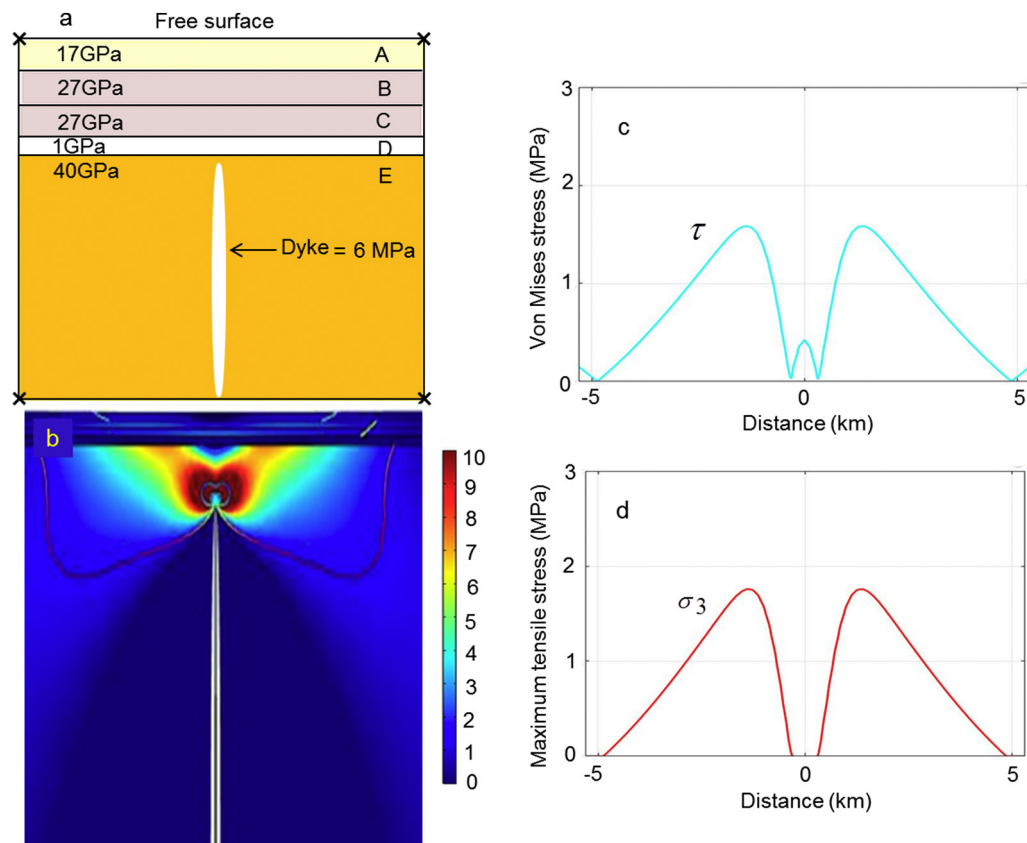 a
Free surface
17GPa A
27GPa B
27GPa C
1GPa D
40GPa E
Dyke = 6 MPa
b
10
9
8
7
6
5
4
3
2
1
0
c
Von Mises stress (MPa)
3
2
1
0
τ
-5 0 5
Distance (km)
d
Maximum tensile stress (MPa)
3
2
1
0
σ3
-5 0 5
Distance (km)